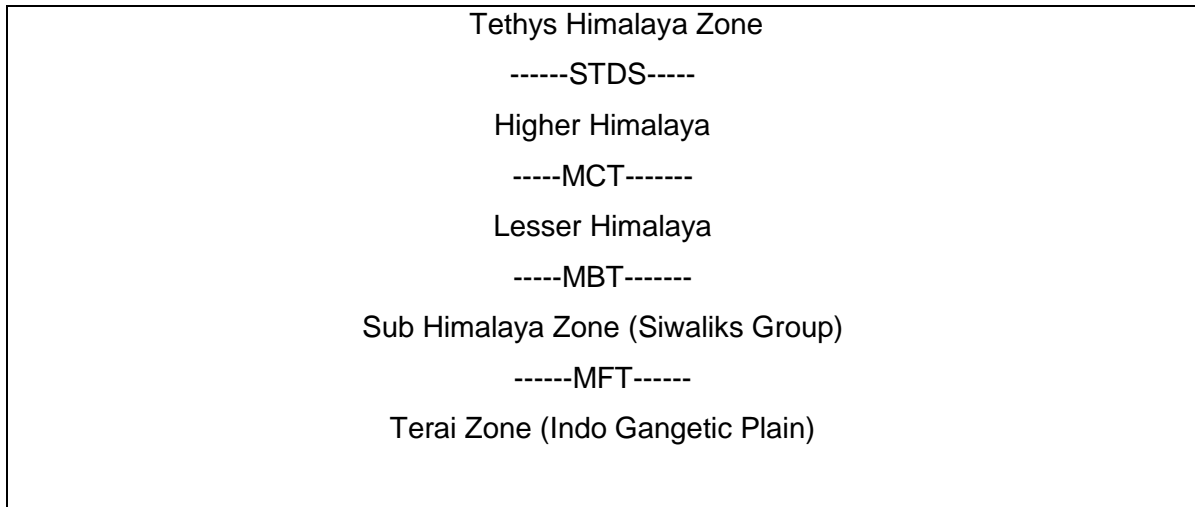 Tethys Himalaya Zone
------STDS-----
Higher Himalaya
-----MCT-------
Lesser Himalaya
-----MBT-------
Sub Himalaya Zone (Siwaliks Group)
------MFT------
Terai Zone (Indo Gangetic Plain)